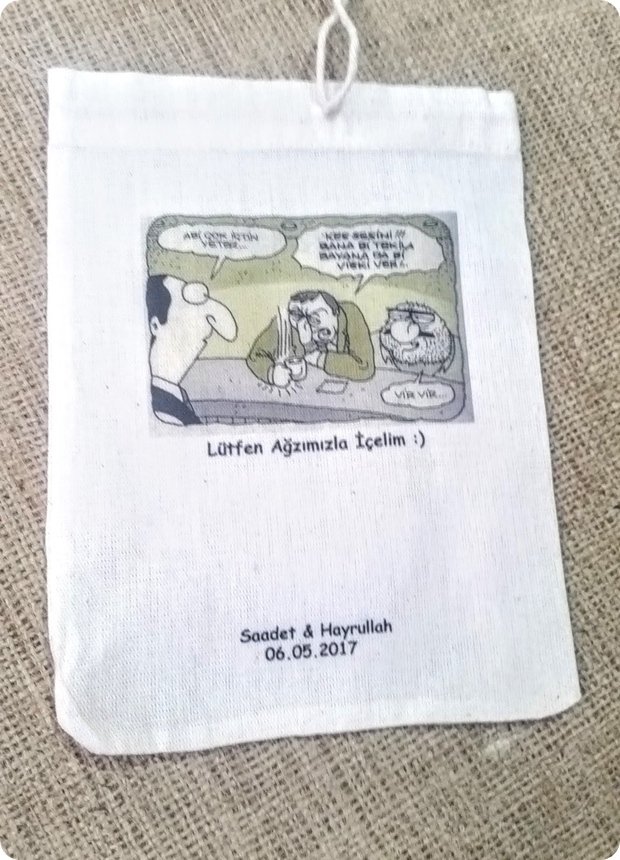 ABİ ÇOK İÇTİN
YETER...
KES SESİNİ !!!
BANA Bİ TEKİLA
BAYANA DA Bİ
VİSKİ VER...
VIR VIR...
Lütfen Ağzımızla İçelim :)
Saadet & Hayrullah
06.05.2017